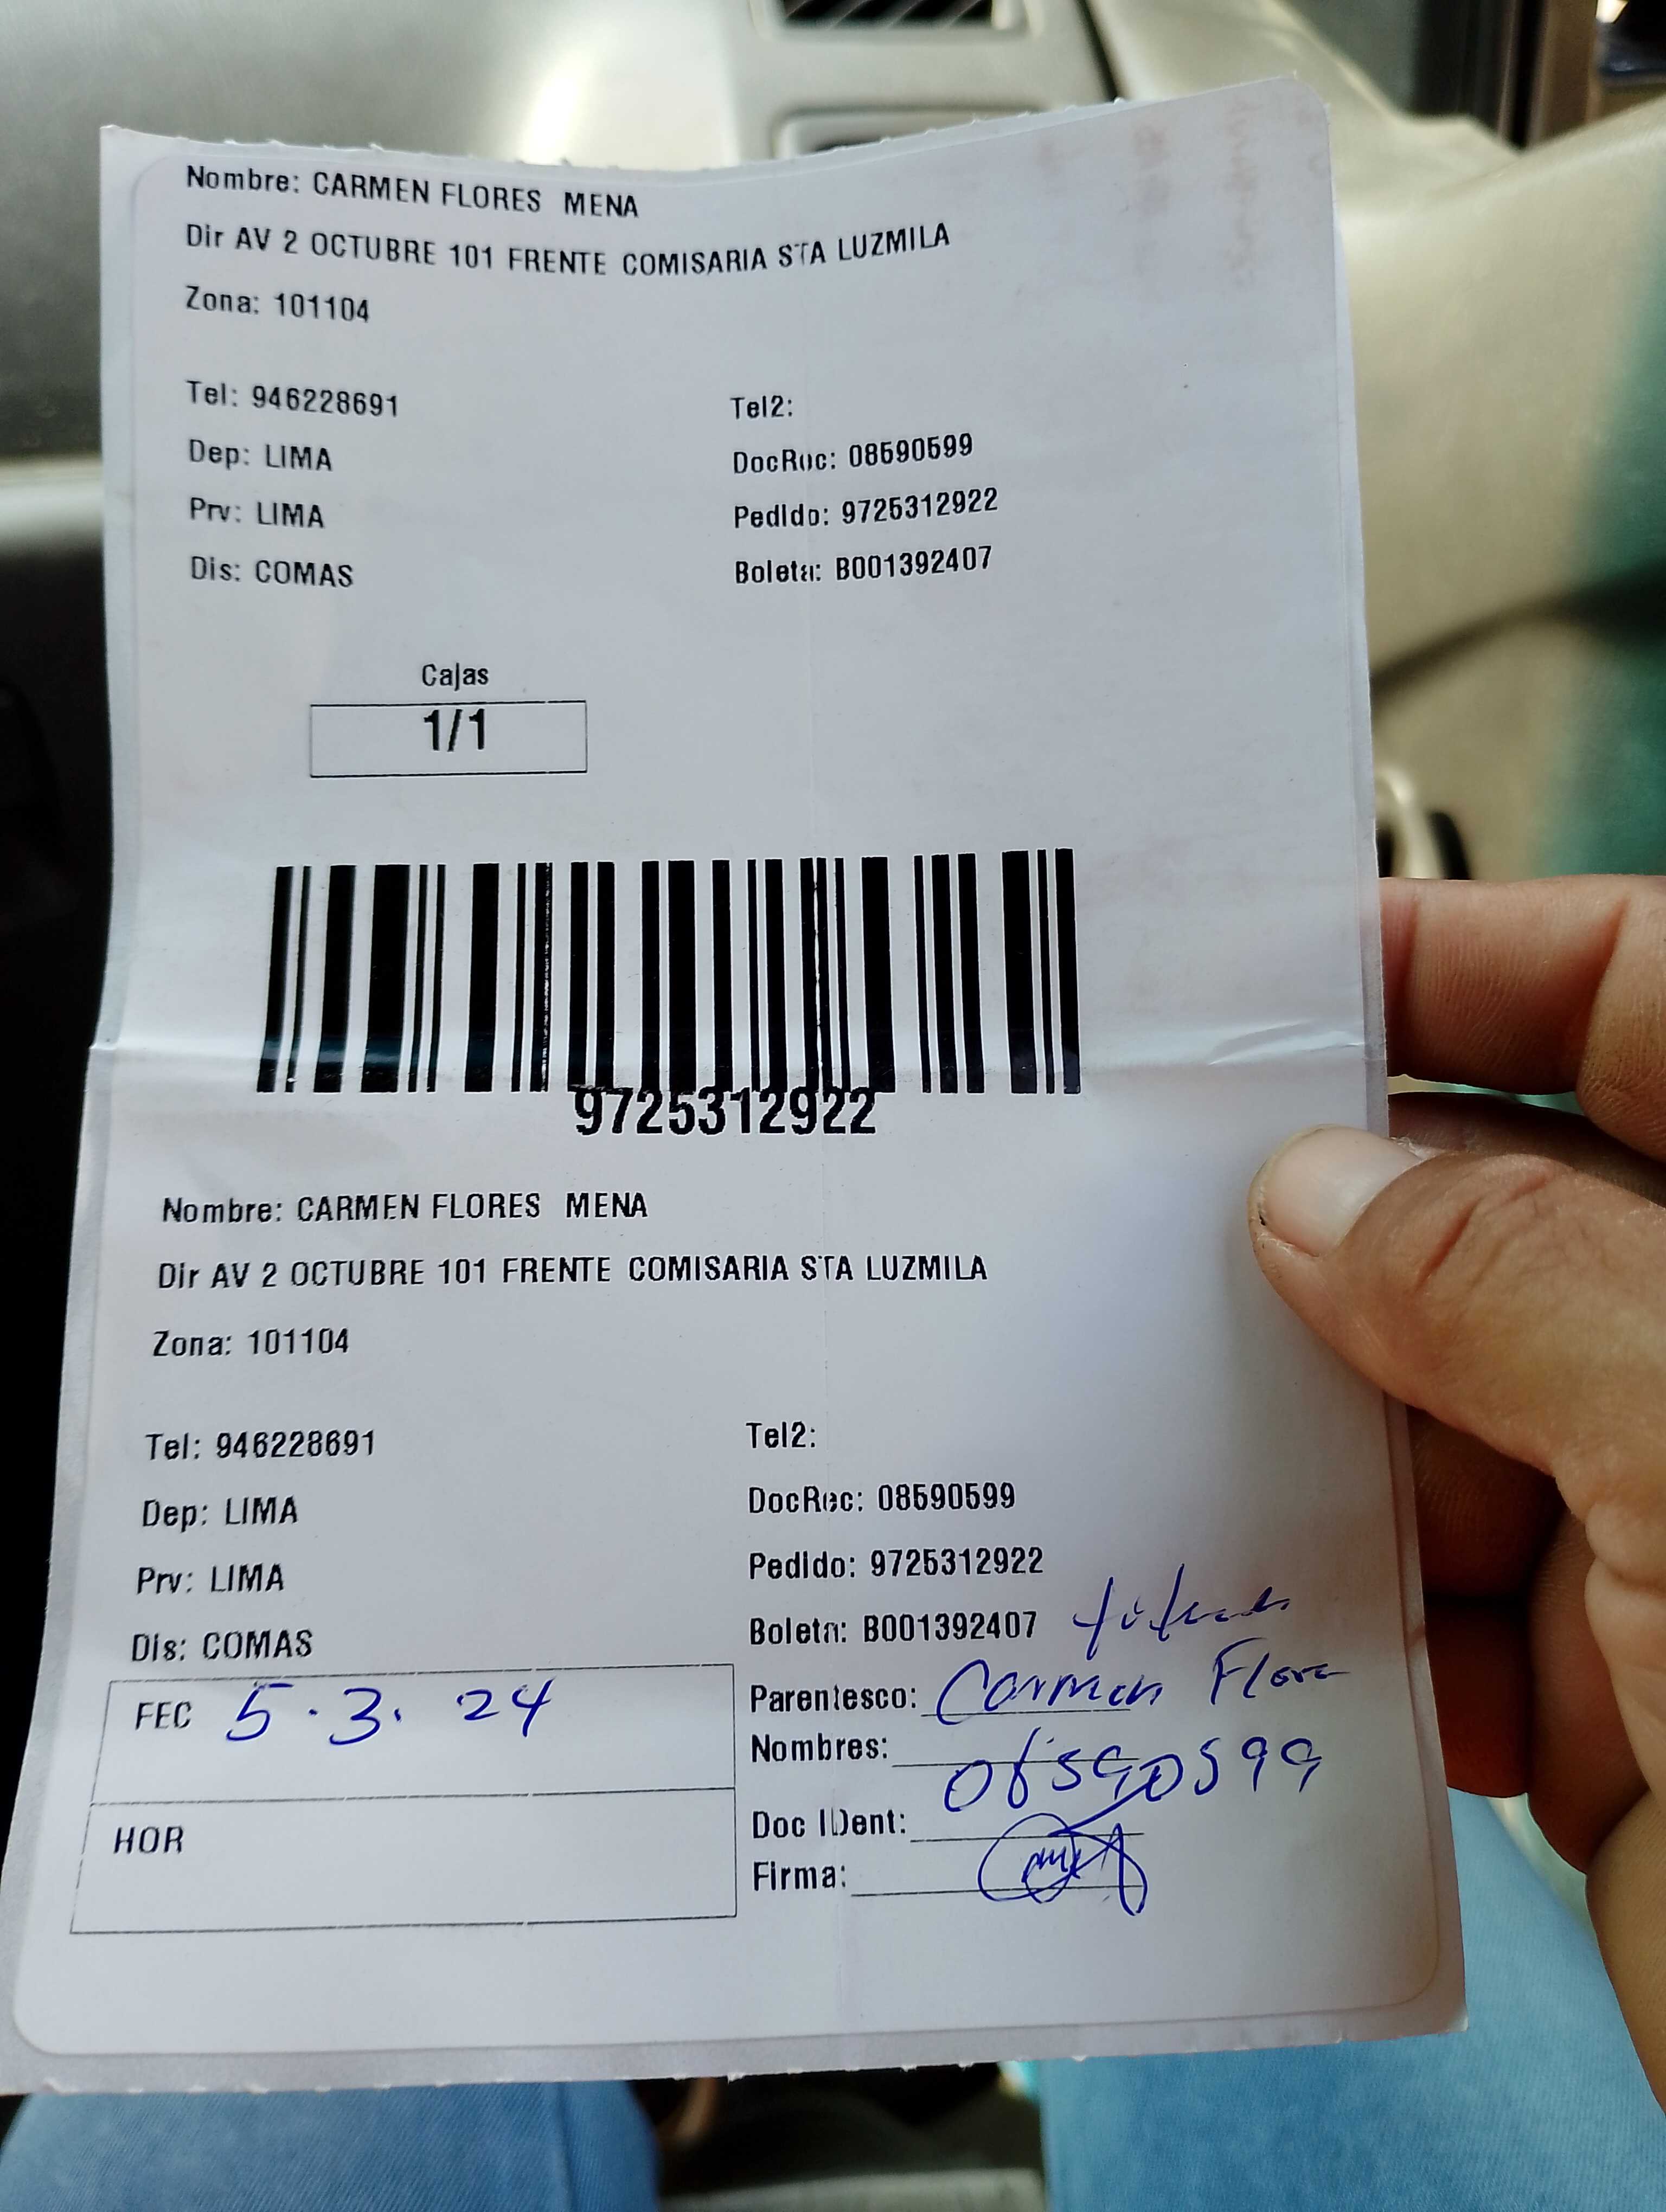 Nombre: CARMEN FLORES MENA
Dir AV 2 OCTUBRE 101 FRENTE COMISARIA STA LUZMILA
Zona: 101104
Tel: 946228691 Tel2:
Dep: LIMA DocRec: 08590599
Prv: LIMA Pedido: 9725312922
Dis: COMAS Boleta: B001392407
Cajas
1/1
9725312922
Nombre: CARMEN FLORES MENA
Dir AV 2 OCTUBRE 101 FRENTE COMISARIA STA LUZMILA
Zona: 101104
Tel: 946228691 Tel2:
Dep: LIMA DocRec: 08590599
Prv: LIMA Pedido: 9725312922
Dis: COMAS Boleta: B001392407
FEC 5.3.24 Parentesco: Carmen Flores
Nombres: 08590599
HOR Doc IDent:
Firma: